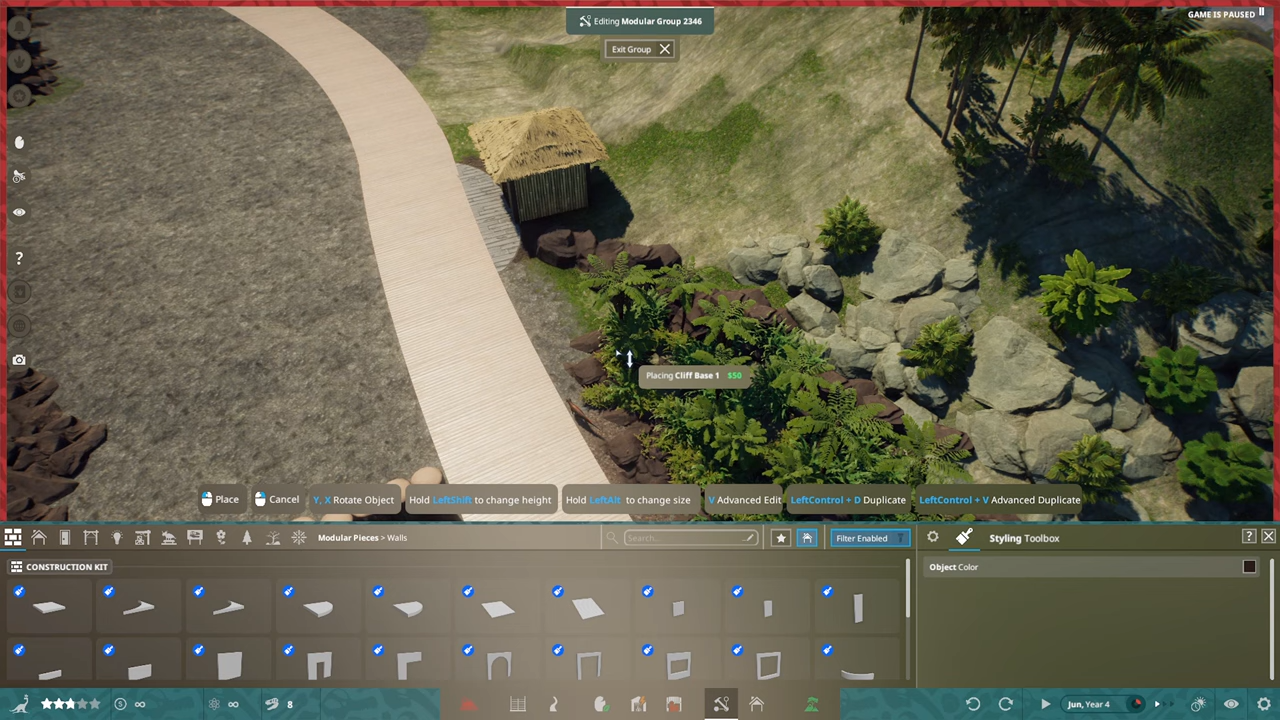 Editing Modular Group 2346
GAME IS PAUSED
Exit Group
?
Placing Cliff Base 1 $50
Place
Cancel
Y, X Rotate Object
Hold LeftShift to change height
Hold LeftAlt to change size
V Advanced Edit
LeftControl + D Duplicate
LeftControl + V Advanced Duplicate
Modular Pieces > Walls
Search...
Filter Enabled
Styling Toolbox
?
CONSTRUCTION KIT
Object Color
∞
∞
8
Jun, Year 4